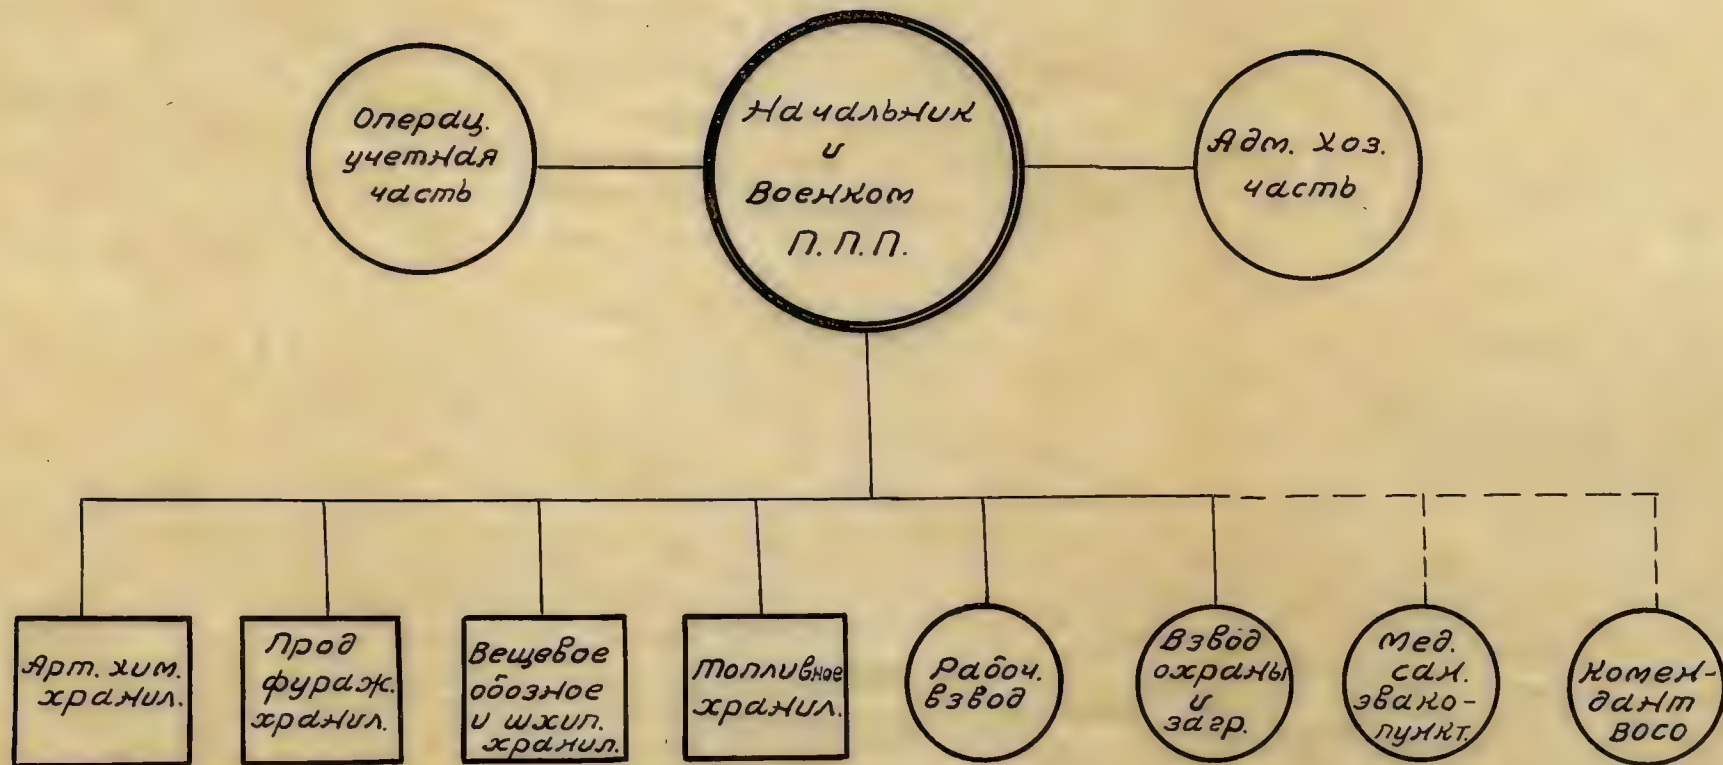 Операц.
учетная
часть
Начальник
и
Военком
П.П.П.
Адм. хоз.
часть
Арт. хим.
хранил.
Прод
фураж.
хранил.
Вещевое
обозное
и шкип.
хранил.
Топливное
хранил.
Рабоч.
взвод
Взвод
охраны
и
загр.
Мед.
сан.
эвако-
пункт.
Комен-
дант
ВОСО